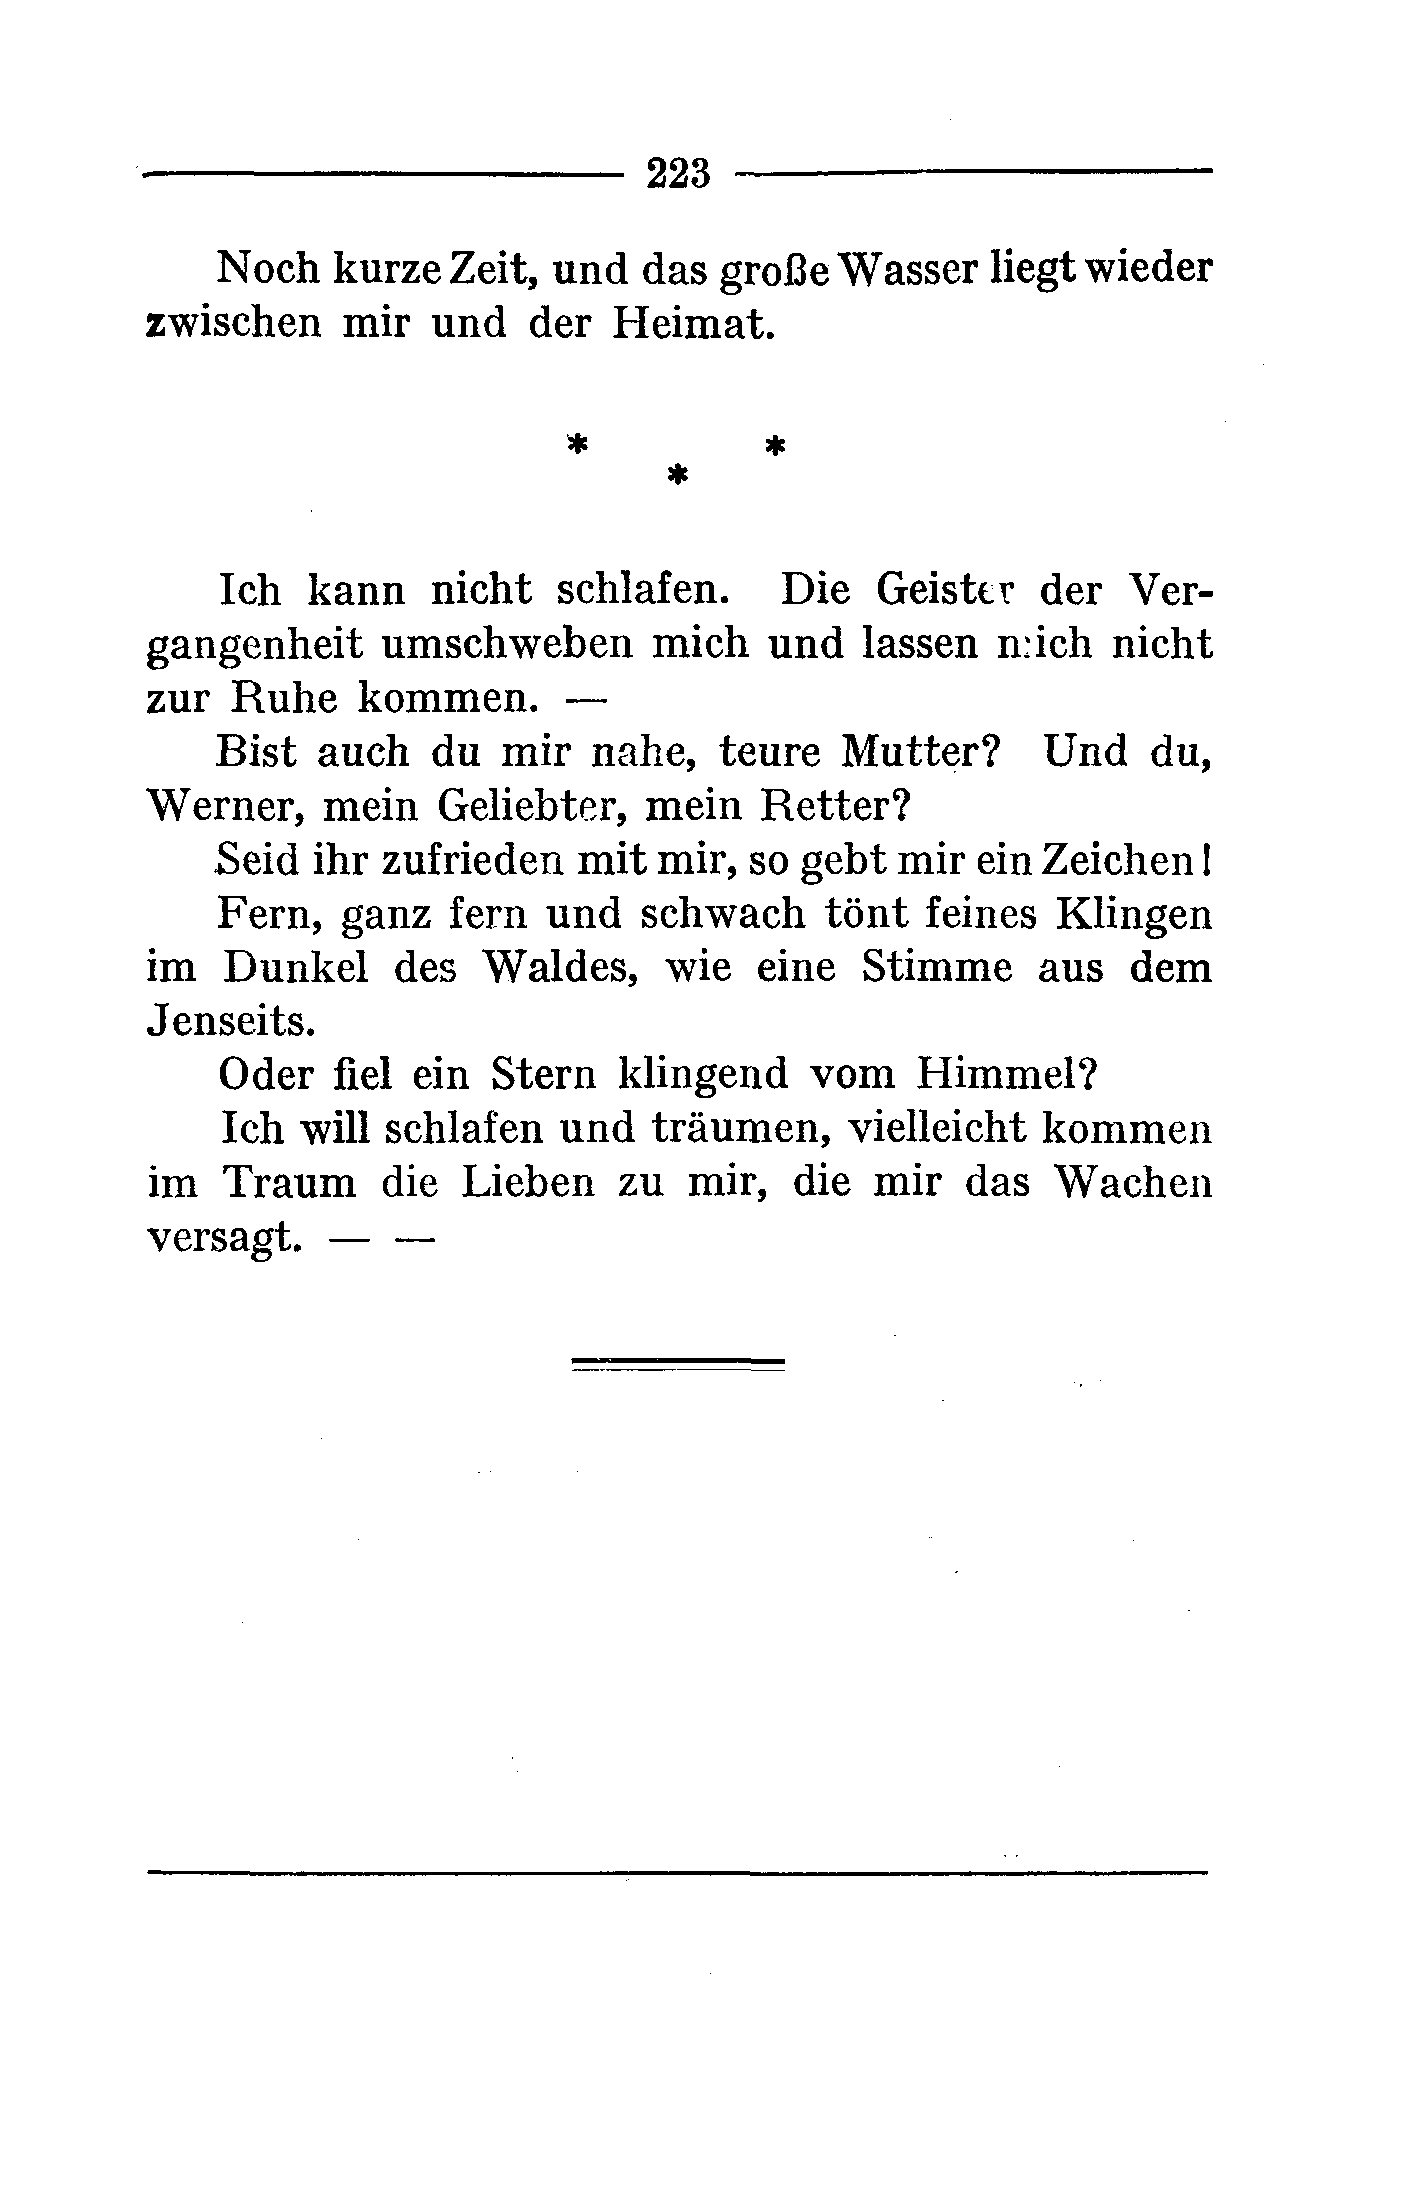 223
Noch kurze Zeit, und das große Wasser liegt wieder
zwischen mir und der Heimat.
* *
*
Ich kann nicht schlafen. Die Geister der Ver-
gangenheit umschweben mich und lassen mich nicht
zur Ruhe kommen. —
Bist auch du mir nahe, teure Mutter? Und du,
Werner, mein Geliebter, mein Retter?
Seid ihr zufrieden mit mir, so gebt mir ein Zeichen!
Fern, ganz fern und schwach tönt feines Klingen
im Dunkel des Waldes, wie eine Stimme aus dem
Jenseits.
Oder fiel ein Stern klingend vom Himmel?
Ich will schlafen und träumen, vielleicht kommen
im Traum die Lieben zu mir, die mir das Wachen
versagt. — —